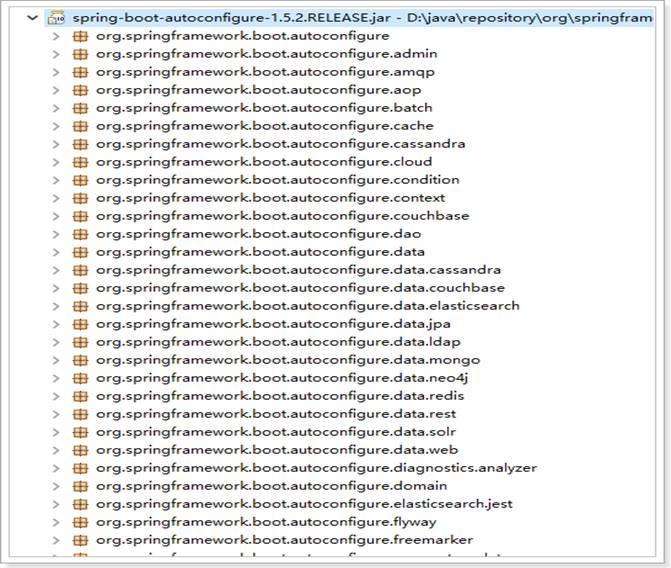 spring-boot-autoconfigure-1.5.2.RELEASE.jar - D:\java\repository\org\springfram
org.springframework.boot.autoconfigure
org.springframework.boot.autoconfigure.admin
org.springframework.boot.autoconfigure.amqp
org.springframework.boot.autoconfigure.aop
org.springframework.boot.autoconfigure.batch
org.springframework.boot.autoconfigure.cache
org.springframework.boot.autoconfigure.cassandra
org.springframework.boot.autoconfigure.cloud
org.springframework.boot.autoconfigure.condition
org.springframework.boot.autoconfigure.context
org.springframework.boot.autoconfigure.couchbase
org.springframework.boot.autoconfigure.dao
org.springframework.boot.autoconfigure.data
org.springframework.boot.autoconfigure.data.cassandra
org.springframework.boot.autoconfigure.data.couchbase
org.springframework.boot.autoconfigure.data.elasticsearch
org.springframework.boot.autoconfigure.data.jpa
org.springframework.boot.autoconfigure.data.ldap
org.springframework.boot.autoconfigure.data.mongo
org.springframework.boot.autoconfigure.data.neo4j
org.springframework.boot.autoconfigure.data.redis
org.springframework.boot.autoconfigure.data.rest
org.springframework.boot.autoconfigure.data.solr
org.springframework.boot.autoconfigure.data.web
org.springframework.boot.autoconfigure.diagnostics.analyzer
org.springframework.boot.autoconfigure.domain
org.springframework.boot.autoconfigure.elasticsearch.jest
org.springframework.boot.autoconfigure.flyway
org.springframework.boot.autoconfigure.freemarker